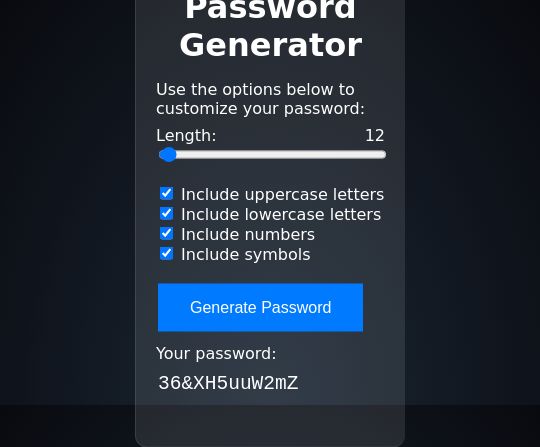 Password
Generator
Use the options below to
customize your password:
Length: 12
Include uppercase letters
Include lowercase letters
Include numbers
Include symbols
Generate Password
Your password:
36&XH5uuW2mZ